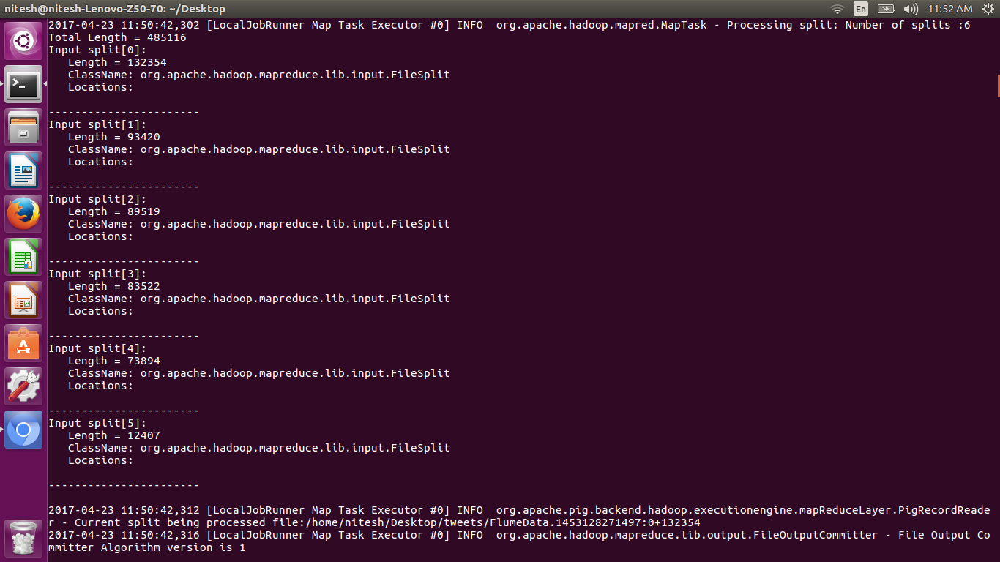 nitesh@nitesh-Lenovo-Z50-70: ~/Desktop
En
11:52 AM
2017-04-23 11:50:42,302 [LocalJobRunner Map Task Executor #0] INFO  org.apache.hadoop.mapred.MapTask - Processing split: Number of splits :6
Total Length = 485116
Input split[0]:
   Length = 132354
   ClassName: org.apache.hadoop.mapreduce.lib.input.FileSplit
   Locations:

-----------------------
Input split[1]:
   Length = 93420
   ClassName: org.apache.hadoop.mapreduce.lib.input.FileSplit
   Locations:

-----------------------
Input split[2]:
   Length = 89519
   ClassName: org.apache.hadoop.mapreduce.lib.input.FileSplit
   Locations:

-----------------------
Input split[3]:
   Length = 83522
   ClassName: org.apache.hadoop.mapreduce.lib.input.FileSplit
   Locations:

-----------------------
Input split[4]:
   Length = 73894
   ClassName: org.apache.hadoop.mapreduce.lib.input.FileSplit
   Locations:

-----------------------
Input split[5]:
   Length = 12407
   ClassName: org.apache.hadoop.mapreduce.lib.input.FileSplit
   Locations:

-----------------------

2017-04-23 11:50:42,312 [LocalJobRunner Map Task Executor #0] INFO  org.apache.pig.backend.hadoop.executionengine.mapReduceLayer.PigRecordReade
r - Current split being processed file:/home/nitesh/Desktop/tweets/FlumeData.1453128271497:0+132354
2017-04-23 11:50:42,316 [LocalJobRunner Map Task Executor #0] INFO  org.apache.hadoop.mapreduce.lib.output.FileOutputCommitter - File Output Co
mmitter Algorithm version is 1